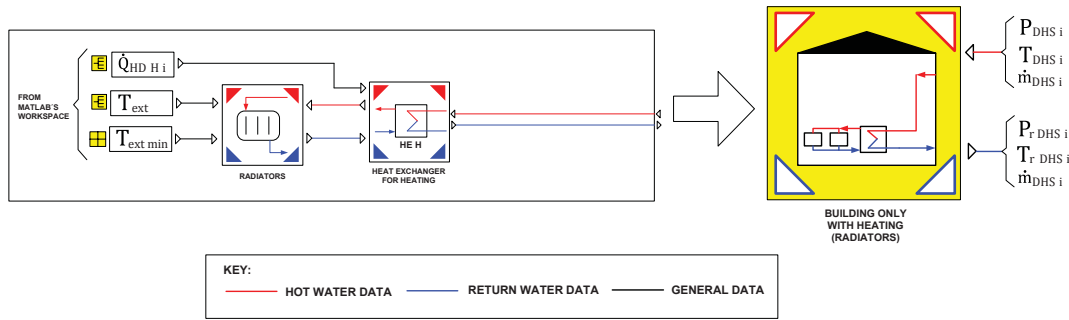 FROM
MATLAB'S
WORKSPACE
Q̇HD H i
Text
Text min
RADIATORS
HE H
HEAT EXCHANGER
FOR HEATING
BUILDING ONLY
WITH HEATING
(RADIATORS)
PDHS i
TDHS i
ṁDHS i
Pr DHS i
Tr DHS i
ṁDHS i
KEY:
HOT WATER DATA
RETURN WATER DATA
GENERAL DATA